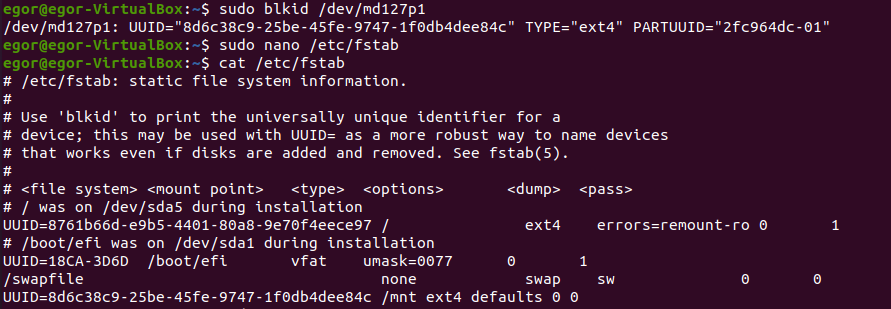 egor@egor-VirtualBox:~$ sudo blkid /dev/md127p1
/dev/md127p1: UUID="8d6c38c9-25be-45fe-9747-1f0db4dee84c" TYPE="ext4" PARTUUID="2fc964dc-01"
egor@egor-VirtualBox:~$ sudo nano /etc/fstab
egor@egor-VirtualBox:~$ cat /etc/fstab
# /etc/fstab: static file system information.
#
# Use 'blkid' to print the universally unique identifier for a
# device; this may be used with UUID= as a more robust way to name devices
# that works even if disks are added and removed. See fstab(5).
#
# <file system> <mount point>   <type>  <options>       <dump>  <pass>
# / was on /dev/sda5 during installation
UUID=8761b66d-e9b5-4401-80a8-9e70f4eece97 /               ext4    errors=remount-ro 0       1
# /boot/efi was on /dev/sda1 during installation
UUID=18CA-3D6D  /boot/efi       vfat    umask=0077      0       1
/swapfile                                 none            swap    sw              0       0
UUID=8d6c38c9-25be-45fe-9747-1f0db4dee84c /mnt ext4 defaults 0 0